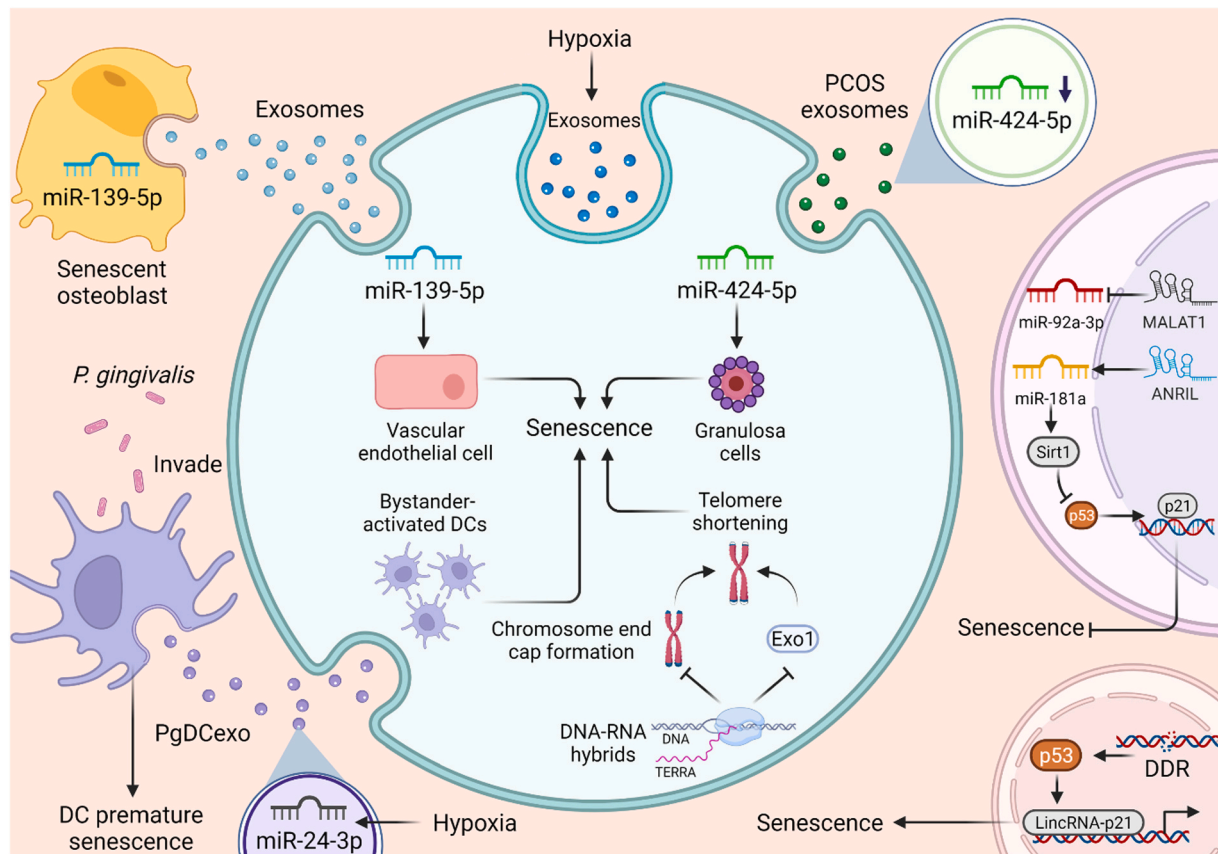 Hypoxia
Exosomes
PCOS
exosomes
miR-424-5p
Exosomes
miR-139-5p
Senescent
osteoblast
miR-139-5p
miR-424-5p
Vascular
endothelial cell
Senescence
Granulosa
cells
P. gingivalis
Invade
Bystander-
activated DCs
Telomere
shortening
Chromosome end
cap formation
Exo1
DNA-RNA
hybrids
DNA
TERRA
PgDCexo
DC premature
senescence
miR-24-3p
Hypoxia
miR-92a-3p
MALAT1
miR-181a
ANRIL
Sirt1
p53
p21
Senescence
p53
DDR
LincRNA-p21
Senescence